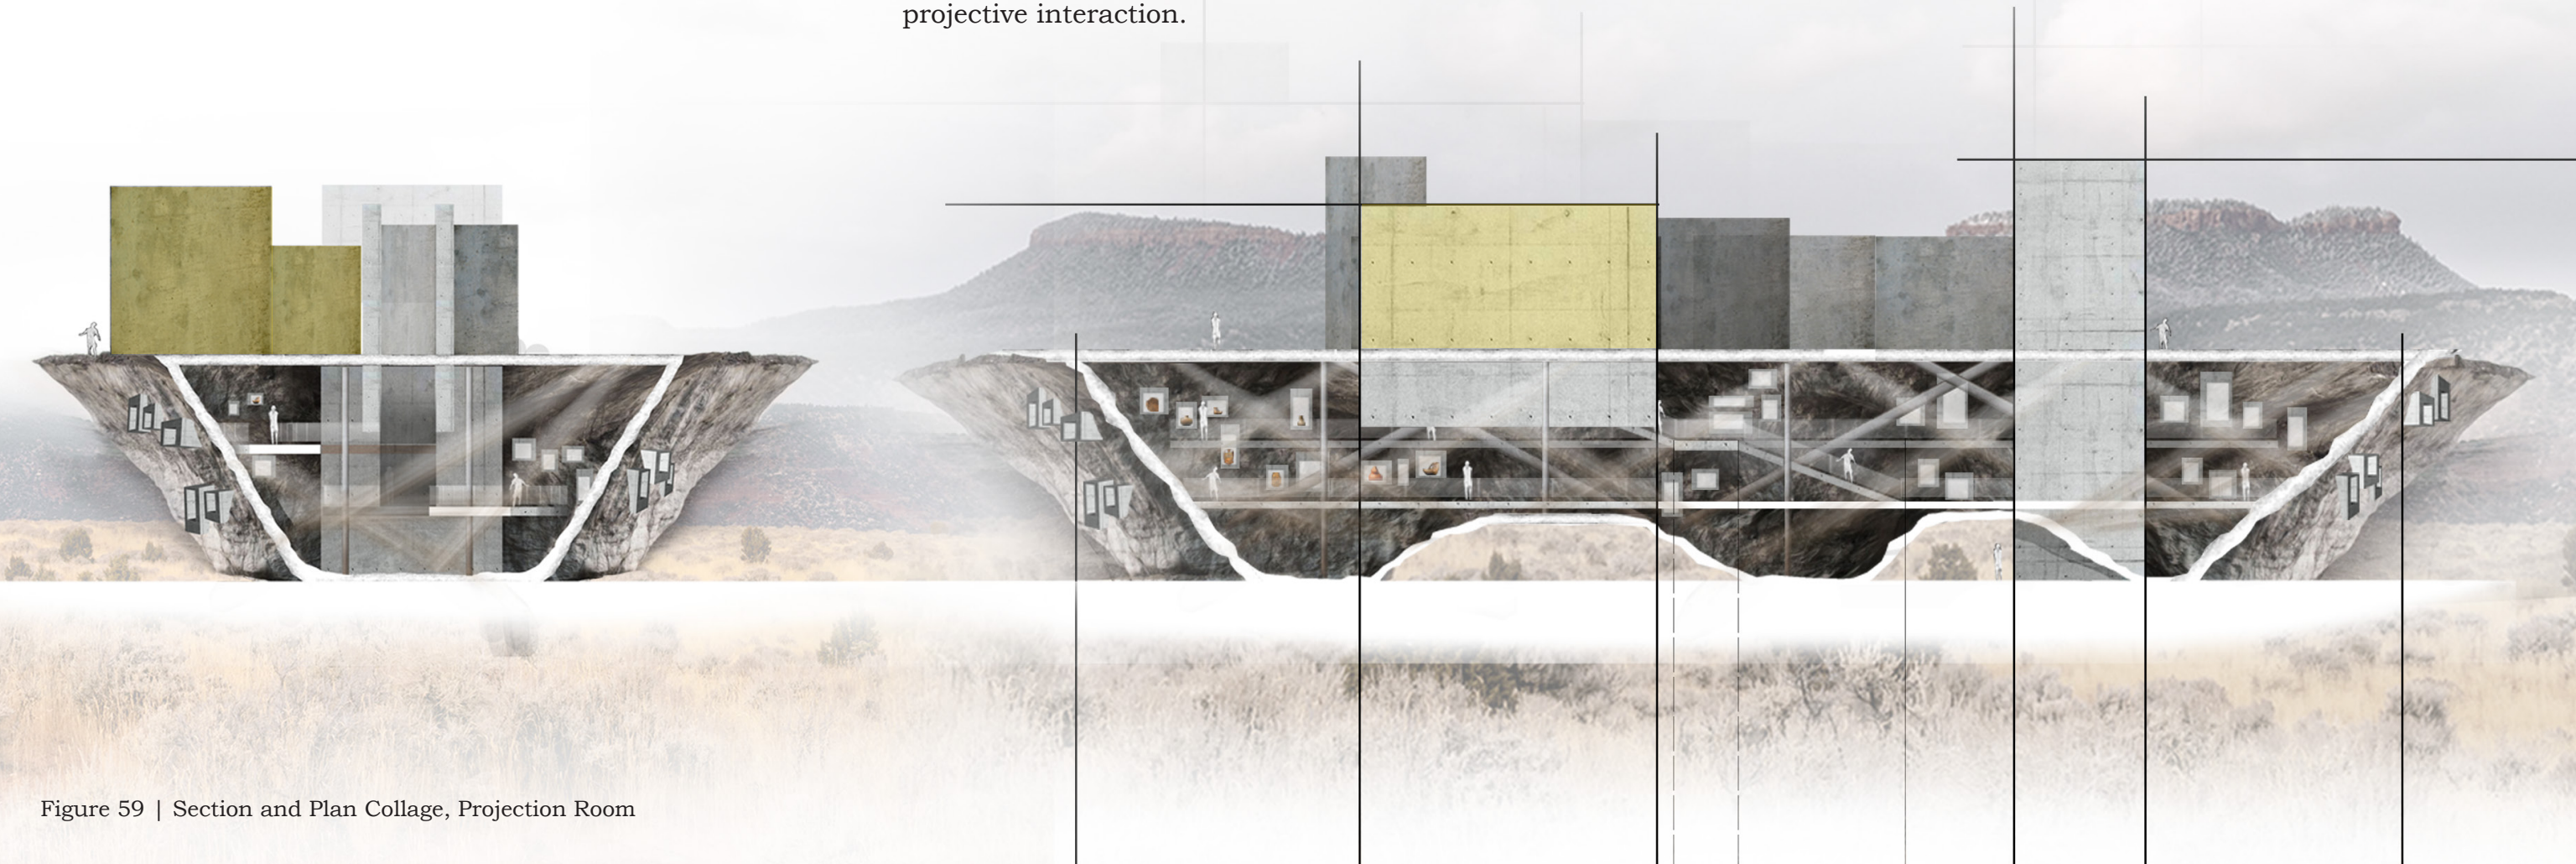 projective interaction.
Figure 59 | Section and Plan Collage, Projection Room